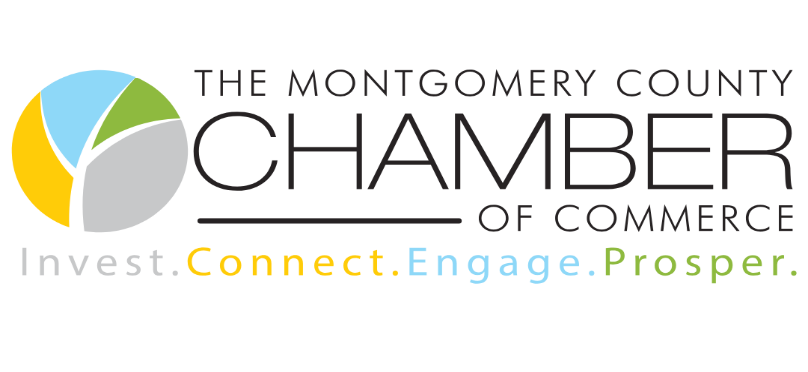 THE MONTGOMERY COUNTY
CHAMBER
OF COMMERCE
Invest.Connect.Engage.Prosper.